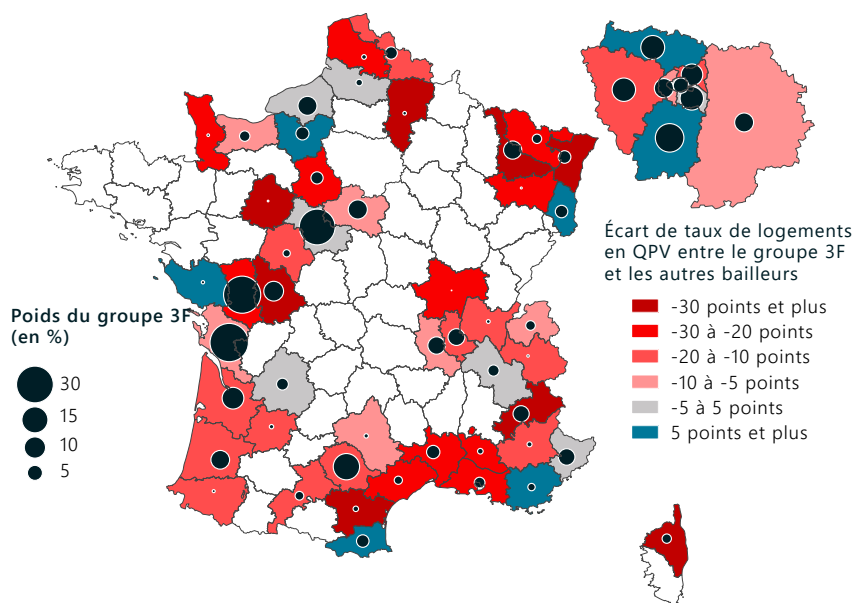 Écart de taux de logements
en QPV entre le groupe 3F
et les autres bailleurs
-30 points et plus
-30 à -20 points
-20 à -10 points
-10 à -5 points
-5 à 5 points
5 points et plus
Poids du groupe 3F
(en %)
30
15
10
5